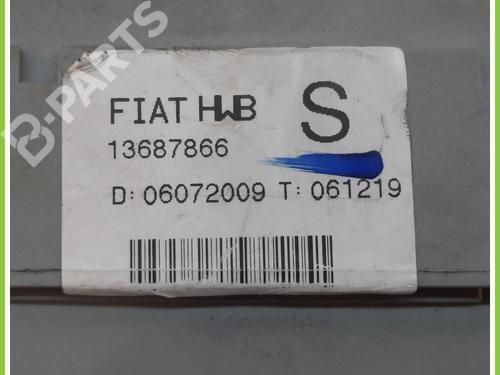 B-PARTS
FIAT HWB S
13687866
D: 06072009 T: 061219